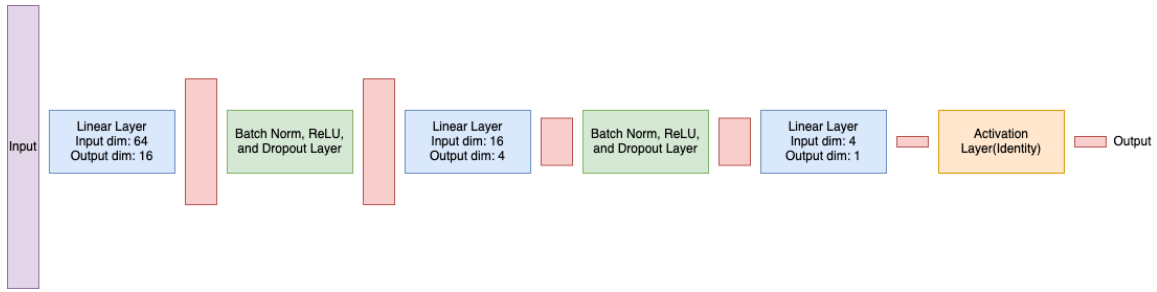 Input
Linear Layer
Input dim: 64
Output dim: 16
Batch Norm, ReLU,
and Dropout Layer
Linear Layer
Input dim: 16
Output dim: 4
Batch Norm, ReLU,
and Dropout Layer
Linear Layer
Input dim: 4
Output dim: 1
Activation
Layer(Identity)
Output